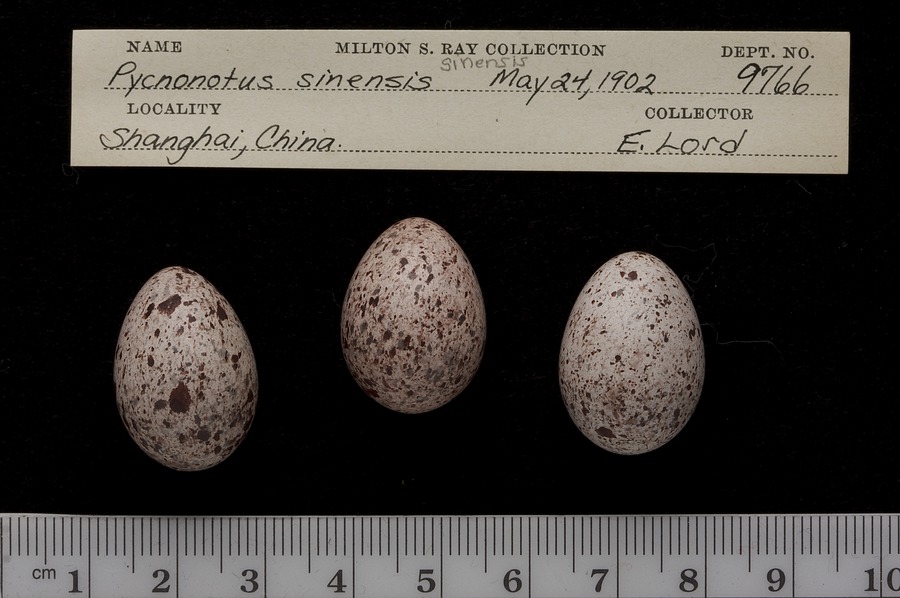 NAME MILTON S. RAY COLLECTION DEPT. NO.
sinensis
Pycnonotus sinensis May 24, 1902 9766
LOCALITY COLLECTOR
Shanghai, China. E. Lord
cm 1 2 3 4 5 6 7 8 9 10